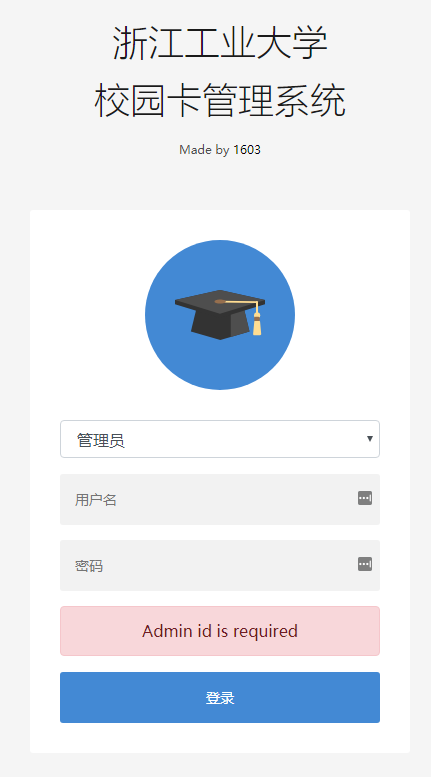 浙江工业大学
校园卡管理系统
Made by 1603
管理员
用户名
密码
Admin id is required
登录